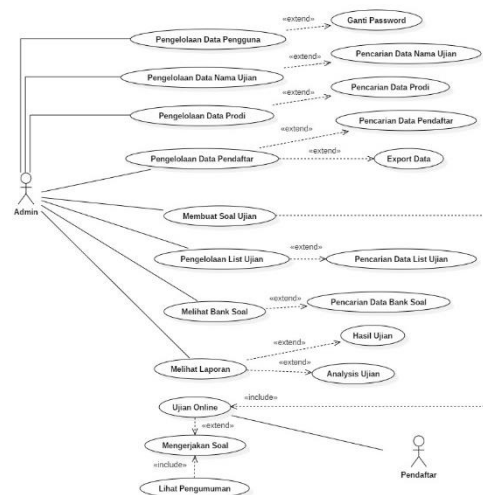 «extend»
Ganti Password
Pengelolaan Data Pengguna
«extend»
Pencarian Data Nama Ujian
Pengelolaan Data Nama Ujian
«extend»
Pencarian Data Prodi
Pengelolaan Data Prodi
«extend»
Pencarian Data Pendaftar
Pengelolaan Data Pendaftar
«extend»
Export Data
Admin
Membuat Soal Ujian
Pengelolaan List Ujian
«extend»
Pencarian Data List Ujian
Melihat Bank Soal
«extend»
Pencarian Data Bank Soal
Hasil Ujian
«extend»
Melihat Laporan
«extend»
Analysis Ujian
Ujian Online
«include»
«extend»
Mengerjakan Soal
«include»
Lihat Pengumuman
Pendaftar